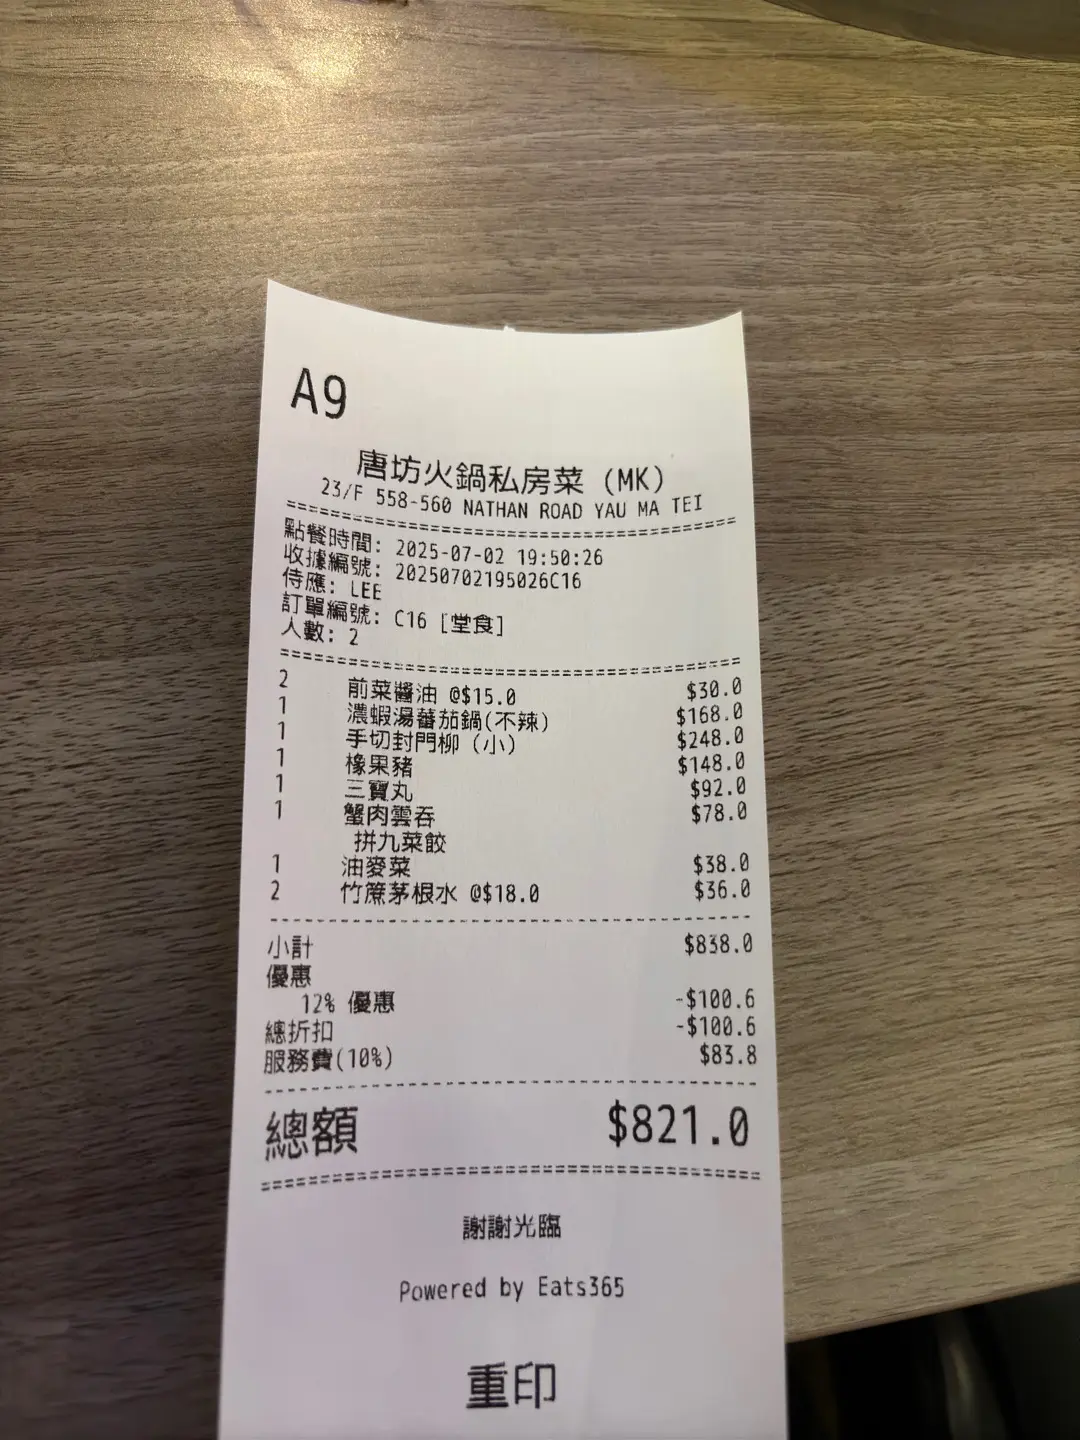 A9
唐坊火鍋私房菜 (MK)
23/F 558-560 NATHAN ROAD YAU MA TEI
點餐時間: 2025-07-02 19:50:26
收據編號: 20250702195026C16
侍應: LEE
訂單編號: C16 [堂食]
人數: 2
2 前菜醬油 @$15.0 $30.0
1 濃蝦湯蕃茄鍋(不辣) $168.0
1 手切封門柳 (小) $248.0
1 橡果豬 $148.0
1 三寶丸 $92.0
1 蟹肉雲吞 $78.0
拼九菜餃
1 油麥菜 $38.0
2 竹蔗茅根水 @$18.0 $36.0
小計 $838.0
優惠
12% 優惠 -$100.6
總折扣 -$100.6
服務費(10%) $83.8
總額 $821.0
謝謝光臨
Powered by Eats365
重印